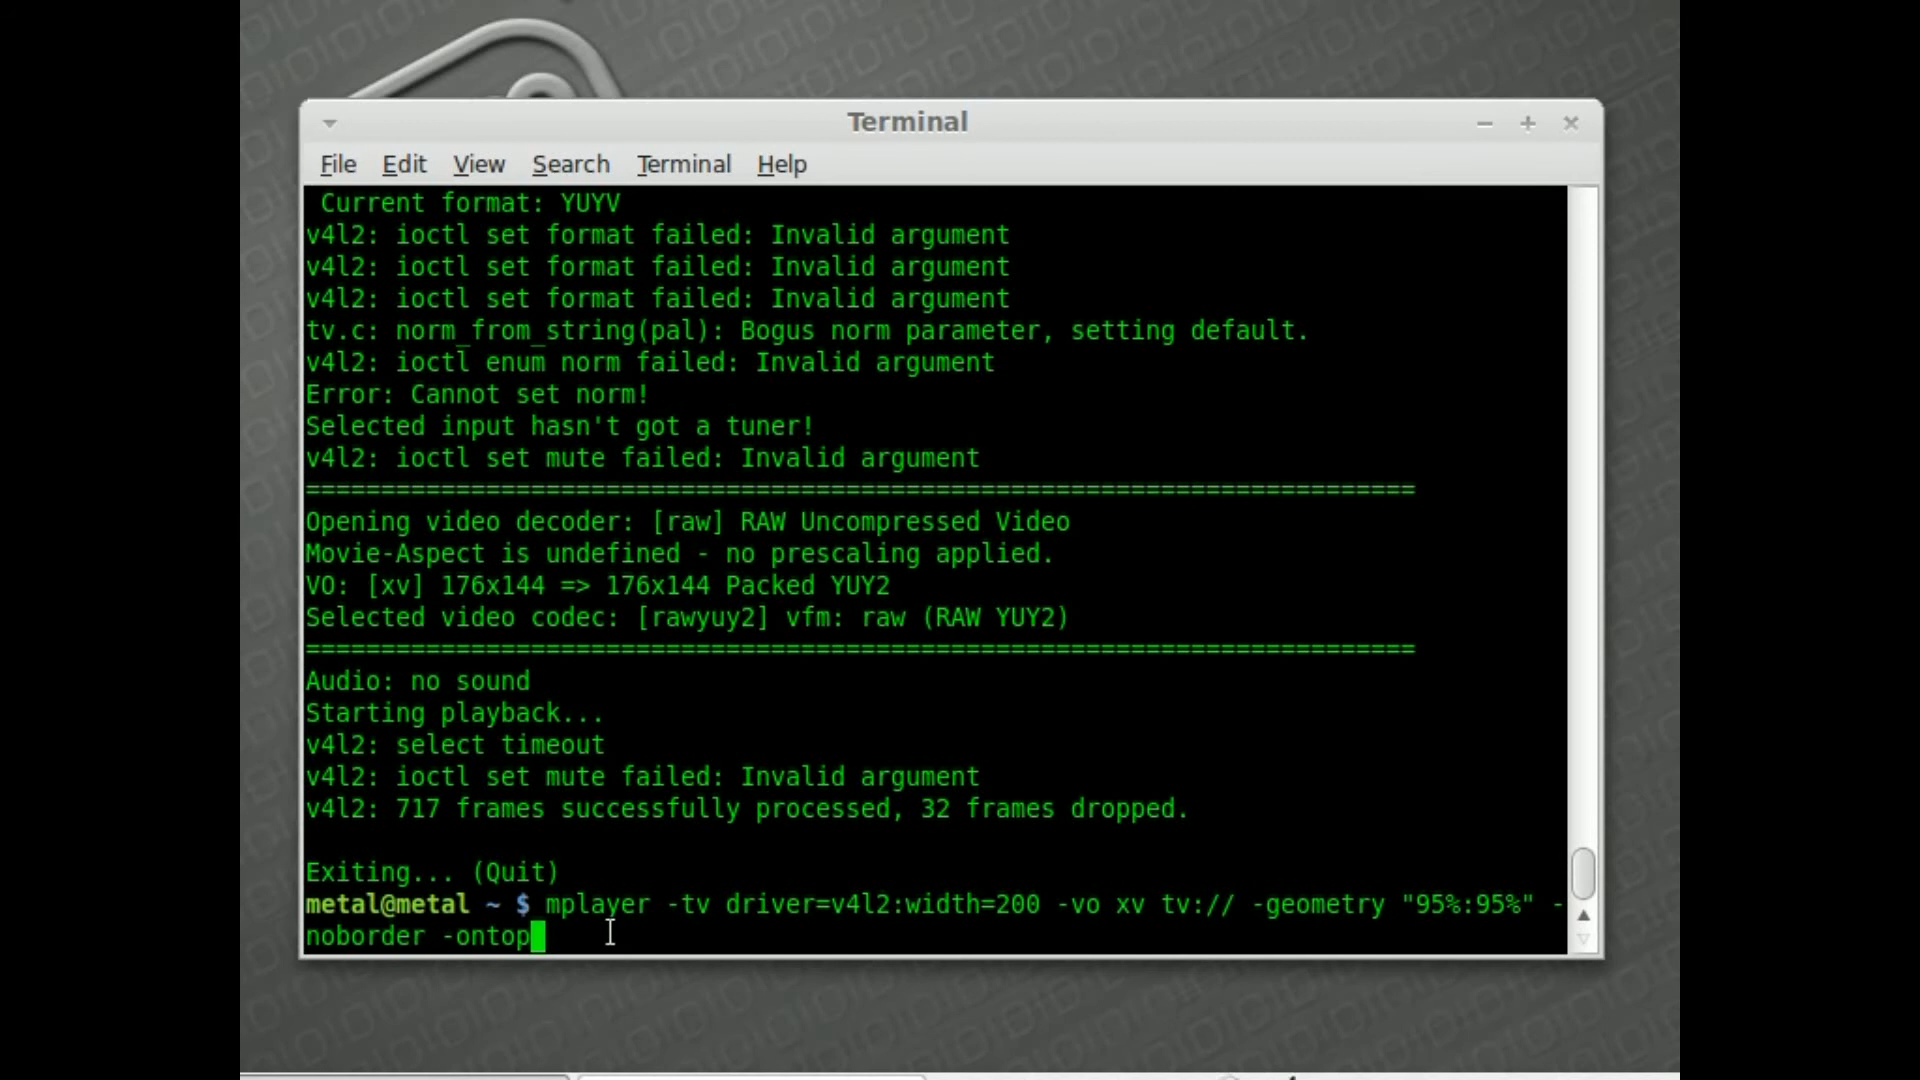 Terminal
File Edit View Search Terminal Help
Current format: YUYV
v4l2: ioctl set format failed: Invalid argument
v4l2: ioctl set format failed: Invalid argument
v4l2: ioctl set format failed: Invalid argument
tv.c: norm_from_string(pal): Bogus norm parameter, setting default.
v4l2: ioctl enum norm failed: Invalid argument
Error: Cannot set norm!
Selected input hasn't got a tuner!
v4l2: ioctl set mute failed: Invalid argument
==========================================================================
Opening video decoder: [raw] RAW Uncompressed Video
Movie-Aspect is undefined - no prescaling applied.
VO: [xv] 176x144 => 176x144 Packed YUY2
Selected video codec: [rawyuy2] vfm: raw (RAW YUY2)
==========================================================================
Audio: no sound
Starting playback...
v4l2: select timeout
v4l2: ioctl set mute failed: Invalid argument
v4l2: 717 frames successfully processed, 32 frames dropped.
Exiting... (Quit)
metal@metal ~ $ mplayer -tv driver=v4l2:width=200 -vo xv tv:// -geometry "95%:95%" -
noborder -ontop